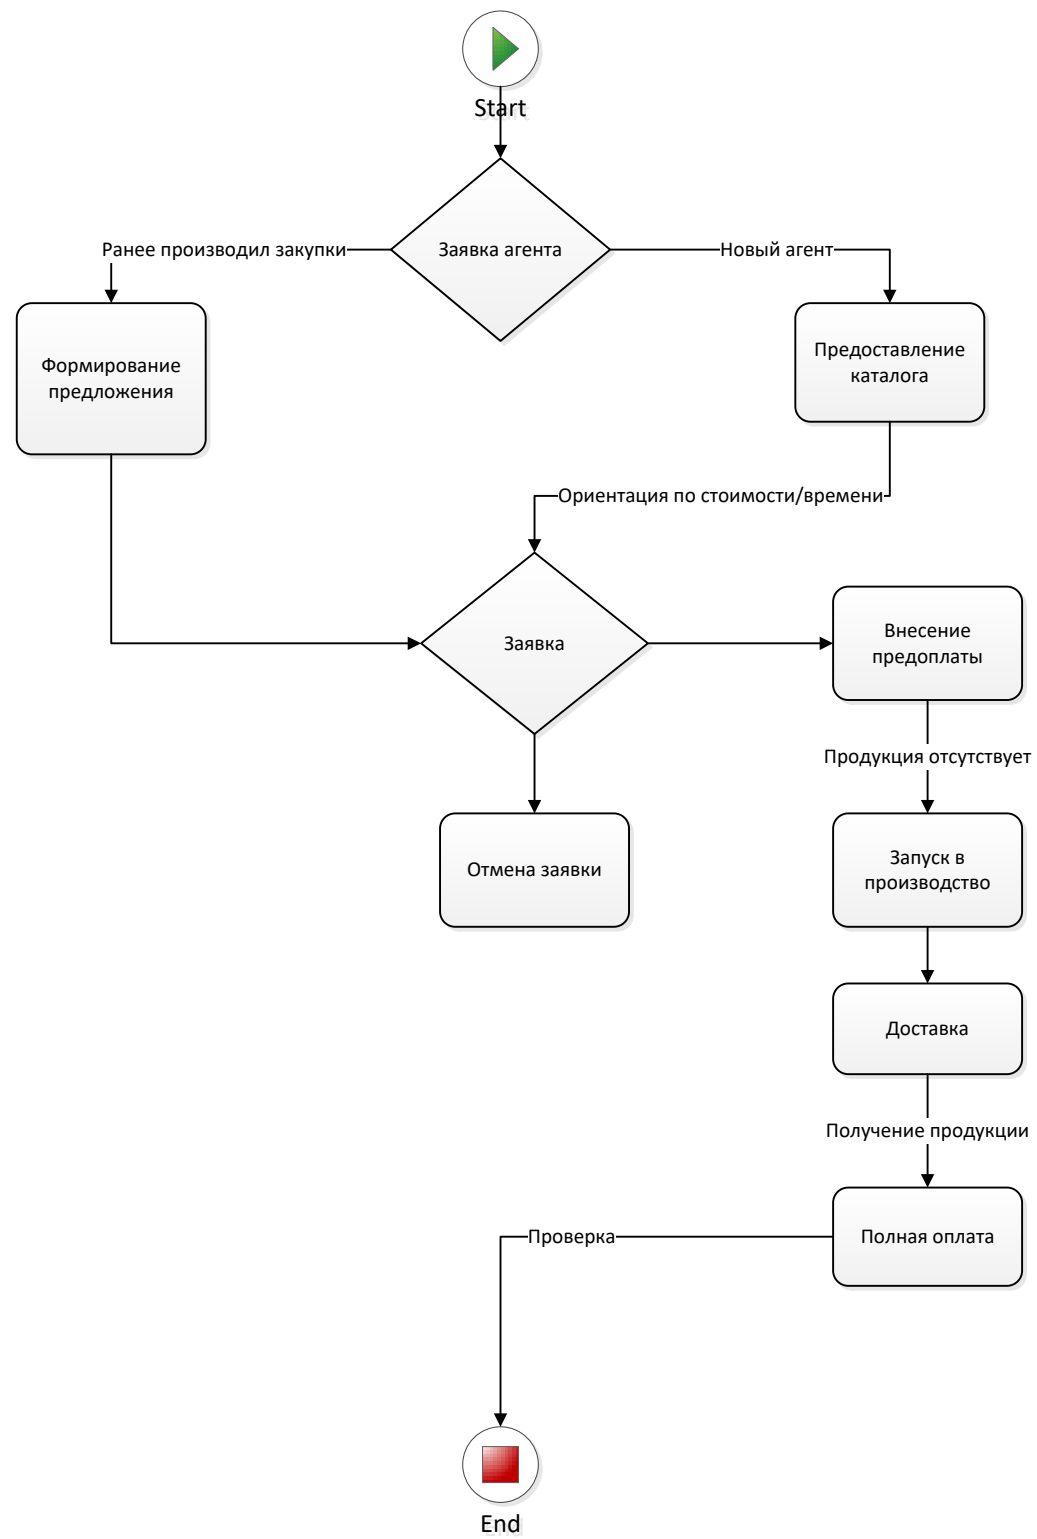 Start
Заявка агента
Ранее производил закупки
Новый агент
Формирование
предложения
Предоставление
каталога
Ориентация по стоимости/времени
Заявка
Внесение
предоплаты
Продукция отсутствует
Отмена заявки
Запуск в
производство
Доставка
Получение продукции
Полная оплата
Проверка
End